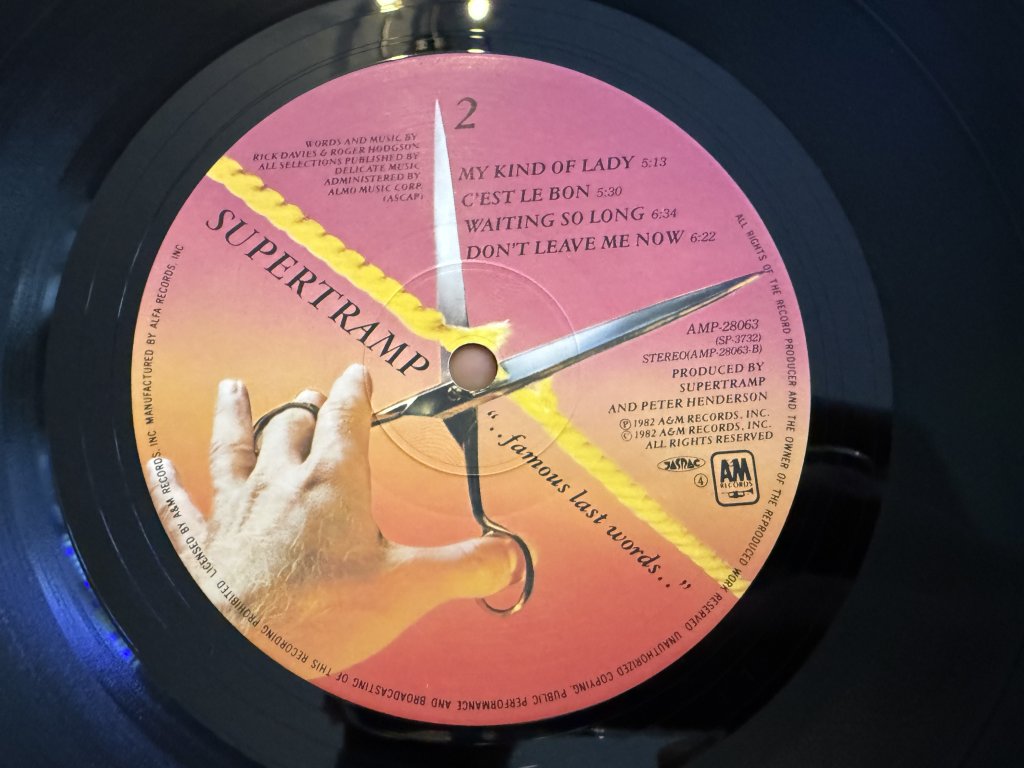 2
WORDS AND MUSIC BY
RICK DAVIES & ROGER HODGSON
ALL SELECTIONS PUBLISHED BY
DELICATE MUSIC
ADMINISTERED BY
ALMO MUSIC CORP.
(ASCAP)
MY KIND OF LADY 5:13
C'EST LE BON 5:30
WAITING SO LONG 6:34
DON'T LEAVE ME NOW 6:22
SUPERTRAMP
"..famous last words.."
AMP-28063
(SP-3732)
STEREO(AMP-28063-B)
PRODUCED BY
SUPERTRAMP
AND PETER HENDERSON
Ⓟ1982 A&M RECORDS, INC.
©1982 A&M RECORDS, INC.
ALL RIGHTS RESERVED
JASRAC
④
AM
RECORDS
ALL RIGHTS OF THE RECORD PRODUCER AND THE OWNER OF THE REPRODUCED WORK RESERVED UNAUTHORIZED COPYING, PUBLIC PERFORMANCE AND BROADCASTING OF THIS RECORDING PROHIBITED LICENSED BY A&M RECORDS, INC MANUFACTURED BY ALFA RECORDS, INC